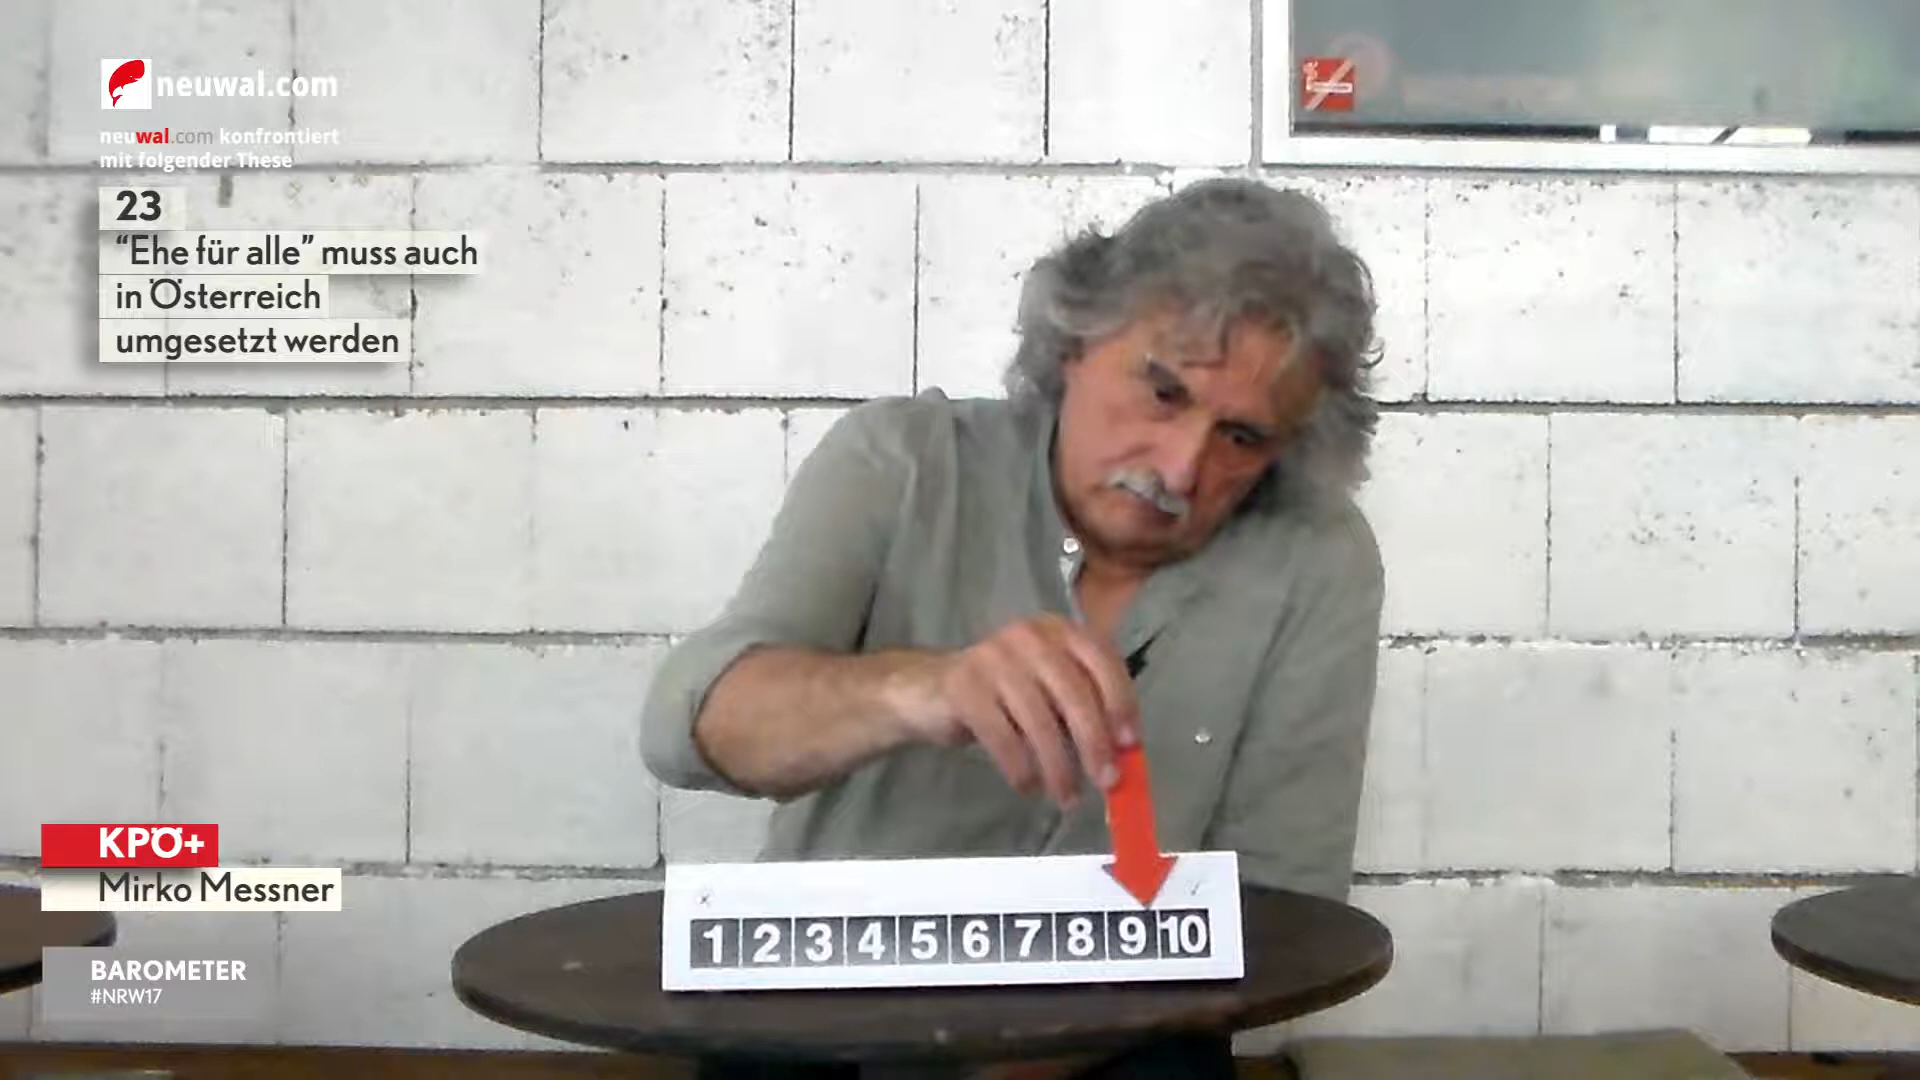 neuwal.com
neuwal.com konfrontiert
mit folgender These
23
“Ehe für alle” muss auch
in Österreich
umgesetzt werden
KPÖ+
Mirko Messner
BAROMETER
#NRW17
1 2 3 4 5 6 7 8 9 10